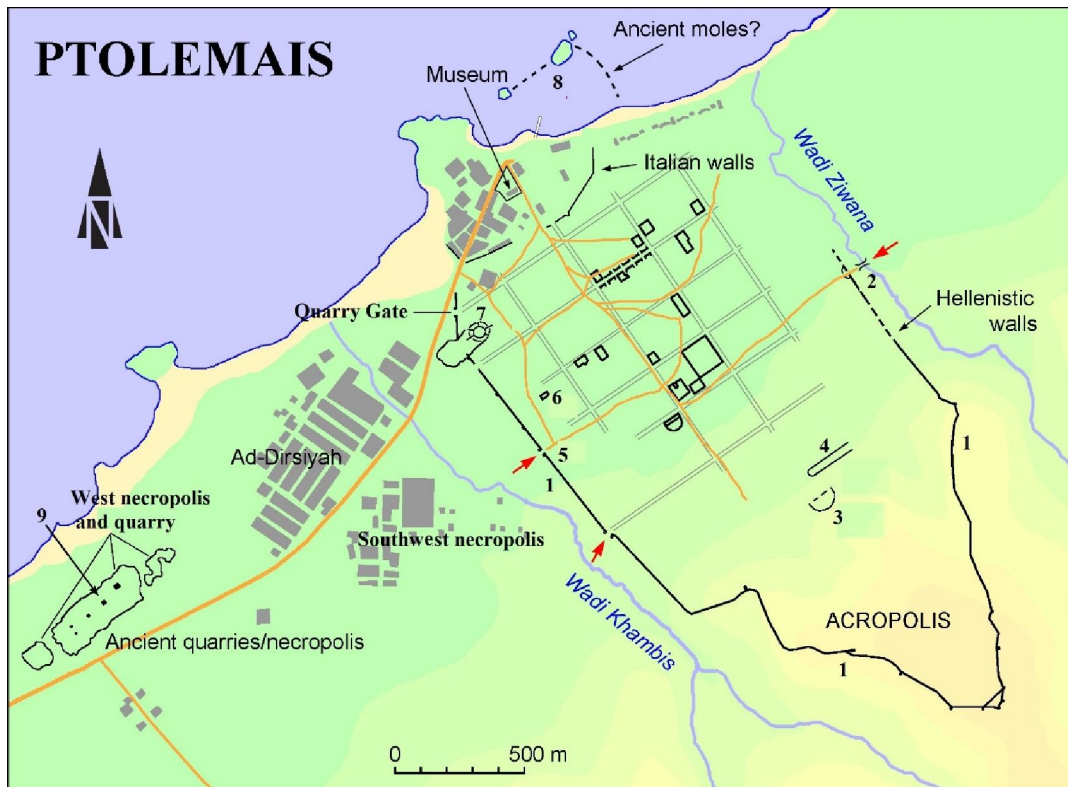 PTOLEMAIS
Ancient moles?
Museum
8
Italian walls
Wadi Ziwana
N
2
Quarry Gate
7
Hellenistic
walls
6
Ad-Dirsiyah
5
1
4
1
3
9
West necropolis
and quarry
Southwest necropolis
Wadi Khambis
ACROPOLIS
Ancient quarries/necropolis
1
0
500 m